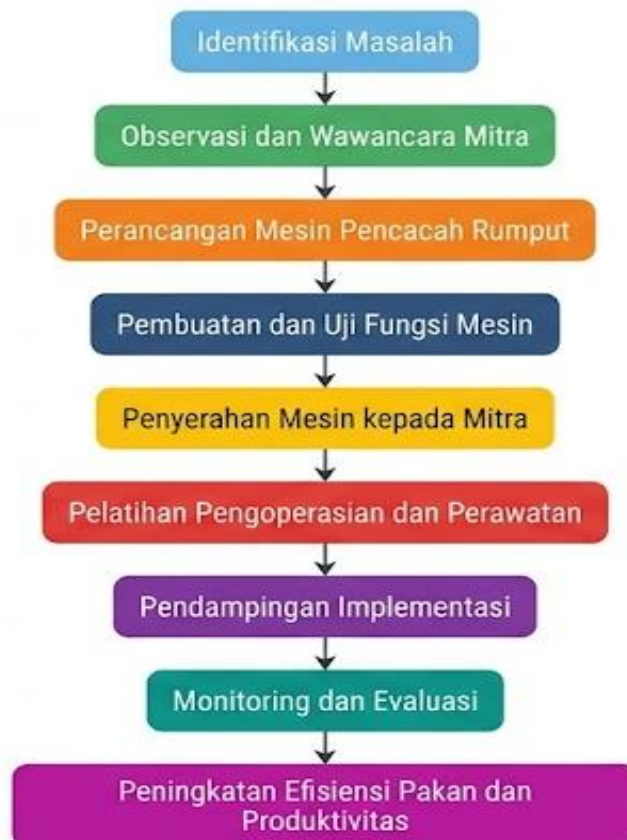 Identifikasi Masalah
Observasi dan Wawancara Mitra
Perancangan Mesin Pencacah Rumput
Pembuatan dan Uji Fungsi Mesin
Penyerahan Mesin kepada Mitra
Pelatihan Pengoperasian dan Perawatan
Pendampingan Implementasi
Monitoring dan Evaluasi
Peningkatan Efisiensi Pakan dan
Produktivitas